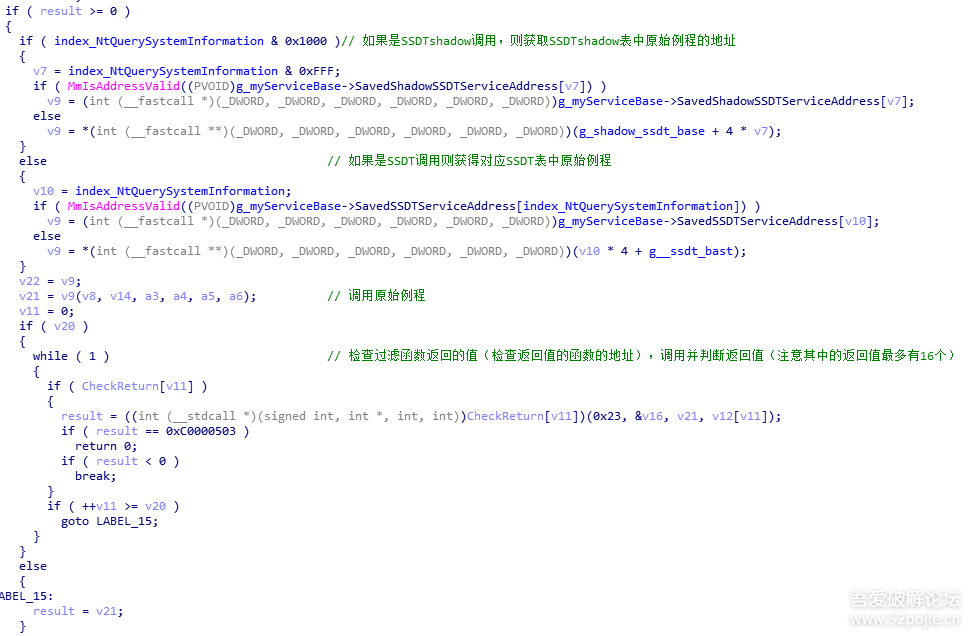 if ( result >= 0 )
{
  if ( index_NtQuerySystemInformation & 0x1000 )// 如果是SSDTshadow调用，则获取SSDTshadow表中原始例程的地址
  {
    v7 = index_NtQuerySystemInformation & 0xFFF;
    if ( MmIsAddressValid((PVOID)g_myServiceBase->SavedShadowSSDTServiceAddress[v7]) )
      v9 = (int (__fastcall *)(_DWORD, _DWORD, _DWORD, _DWORD, _DWORD, _DWORD))g_myServiceBase->SavedShadowSSDTServiceAddress[v7];
    else
      v9 = *(int (__fastcall **)(_DWORD, _DWORD, _DWORD, _DWORD, _DWORD, _DWORD))(g_shadow_ssdt_base + 4 * v7);
  }
  else                                        // 如果是SSDT调用则获得对应SSDT表中原始例程
  {
    v10 = index_NtQuerySystemInformation;
    if ( MmIsAddressValid((PVOID)g_myServiceBase->SavedSSDTServiceAddress[index_NtQuerySystemInformation]) )
      v9 = (int (__fastcall *)(_DWORD, _DWORD, _DWORD, _DWORD, _DWORD, _DWORD))g_myServiceBase->SavedSSDTServiceAddress[v10];
    else
      v9 = *(int (__fastcall **)(_DWORD, _DWORD, _DWORD, _DWORD, _DWORD, _DWORD))(v10 * 4 + g__ssdt_bast);
  }
  v22 = v9;
  v21 = v9(v8, v14, a3, a4, a5, a6);          // 调用原始例程
  v11 = 0;
  if ( v20 )
  {
    while ( 1 )                               // 检查过滤函数返回的值（检查返回值的函数的地址），调用并判断返回值（注意其中的返回值最多有16个）
    {
      if ( CheckReturn[v11] )
      {
        result = ((int (__stdcall *)(signed int, int *, int, int))CheckReturn[v11])(0x23, &v16, v21, v12[v11]);
        if ( result == 0xC0000503 )
          return 0;
        if ( result < 0 )
          break;
      }
      if ( ++v11 >= v20 )
        goto LABEL_15;
    }
  }
  else
  {
ABEL_15:
    result = v21;
  }
吾爱破解论坛
www.52pojie.cn